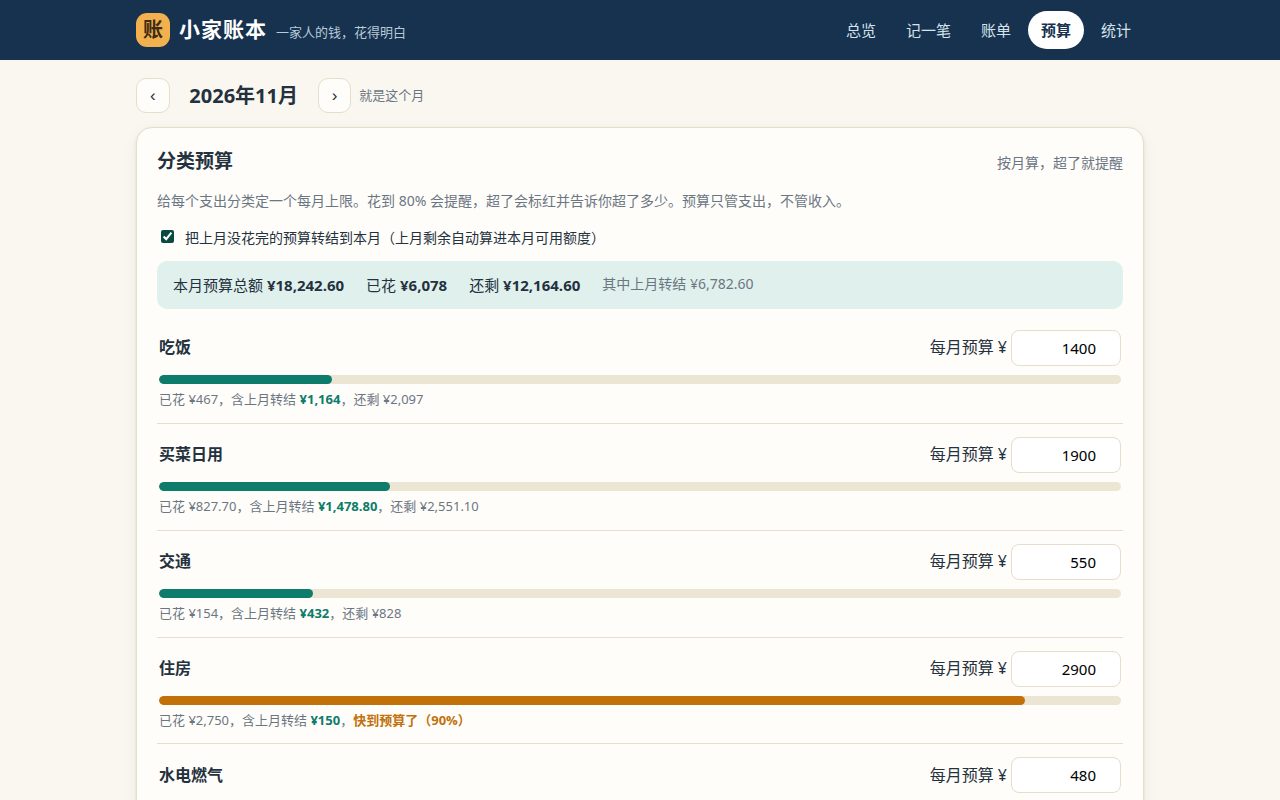 账 小家账本 一家人的钱，花得明白 总览 记一笔 账单 预算 统计
‹ 2026年11月 › 就是这个月
分类预算 按月算，超了就提醒
给每个支出分类定一个每月上限。花到 80% 会提醒，超了会标红并告诉你超了多少。预算只管支出，不管收入。
把上月没花完的预算转结到本月（上月剩余自动算进本月可用额度）
本月预算总额 ¥18,242.60 已花 ¥6,078 还剩 ¥12,164.60 其中上月转结 ¥6,782.60
吃饭 每月预算 ¥ 1400
已花 ¥467，含上月转结 ¥1,164，还剩 ¥2,097
买菜日用 每月预算 ¥ 1900
已花 ¥827.70，含上月转结 ¥1,478.80，还剩 ¥2,551.10
交通 每月预算 ¥ 550
已花 ¥154，含上月转结 ¥432，还剩 ¥828
住房 每月预算 ¥ 2900
已花 ¥2,750，含上月转结 ¥150，快到预算了（90%）
水电燃气 每月预算 ¥ 480